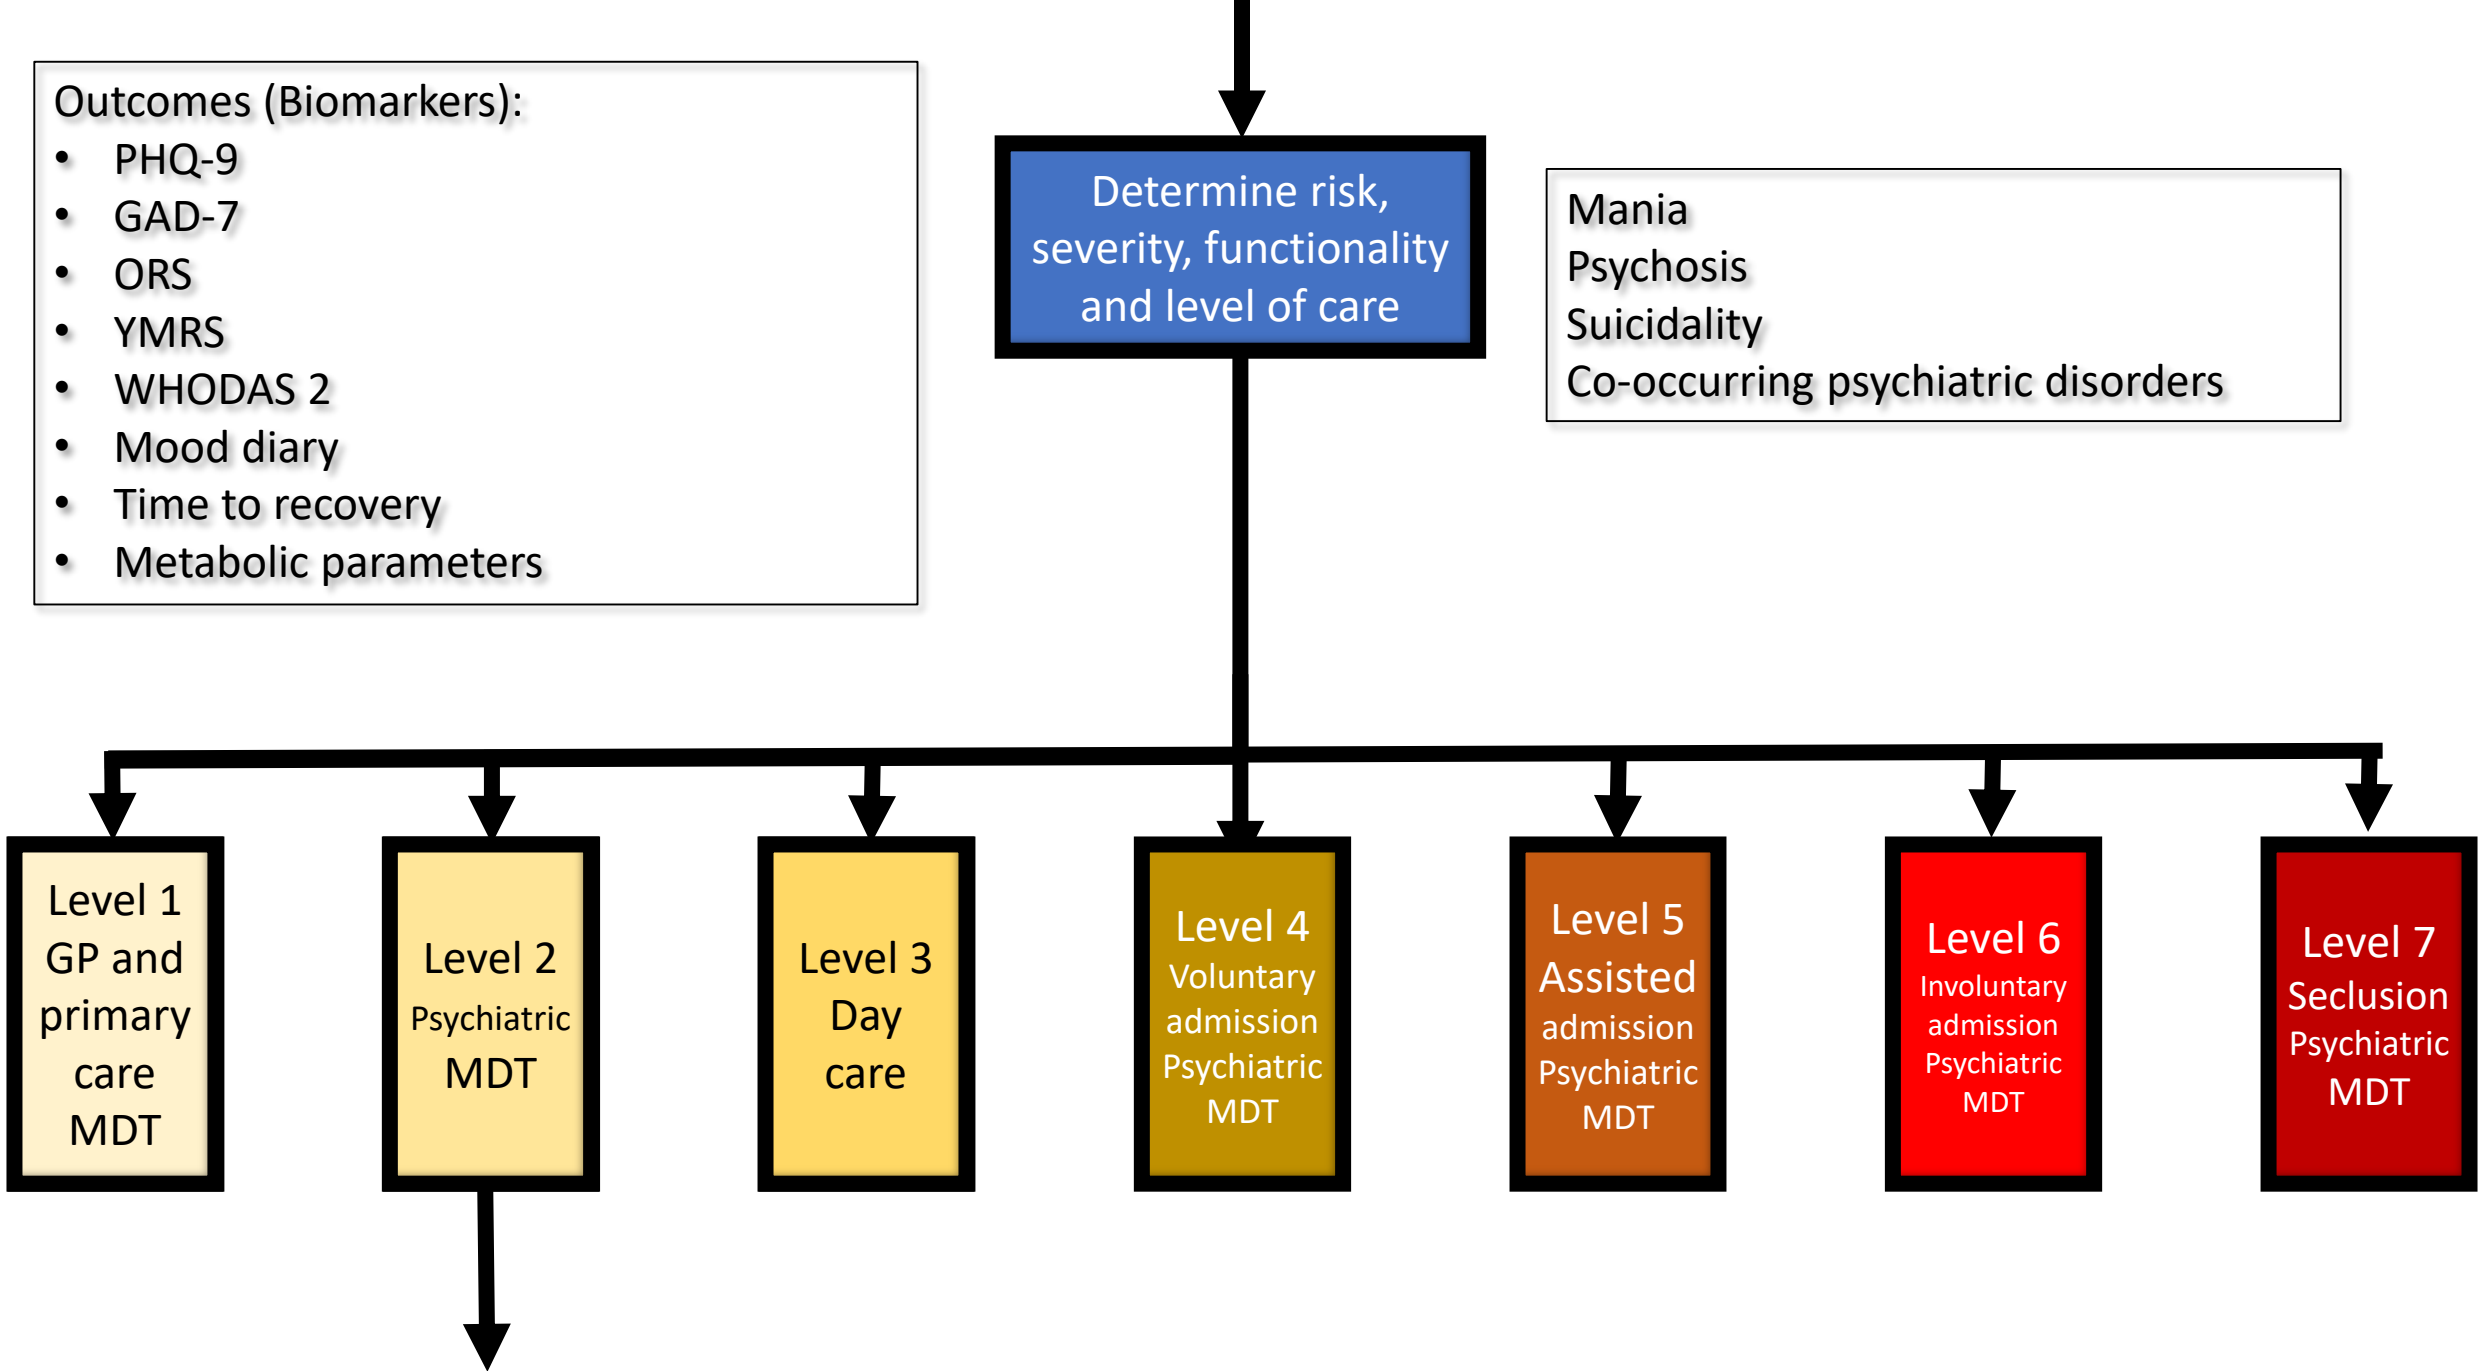 Outcomes (Biomarkers):
• PHQ-9
• GAD-7
• ORS
• YMRS
• WHODAS 2
• Mood diary
• Time to recovery
• Metabolic parameters
Determine risk,
severity, functionality
and level of care
Mania
Psychosis
Suicidality
Co-occurring psychiatric disorders
Level 1
GP and
primary
care
MDT
Level 2
Psychiatric
MDT
Level 3
Day
care
Level 4
Voluntary
admission
Psychiatric
MDT
Level 5
Assisted
admission
Psychiatric
MDT
Level 6
Involuntary
admission
Psychiatric
MDT
Level 7
Seclusion
Psychiatric
MDT